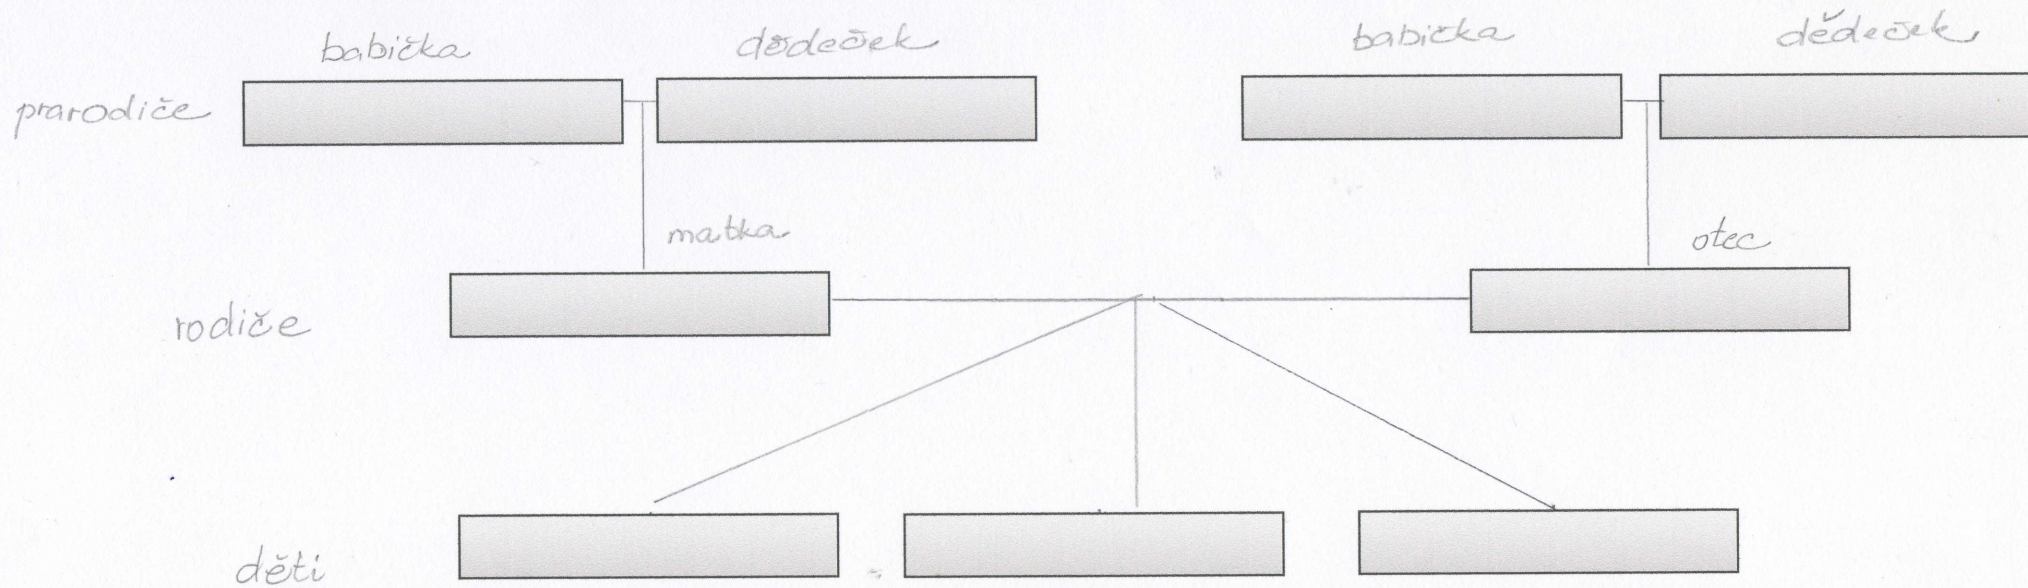 babička dědeček babička dědeček
prarodiče
matka otec
rodiče
děti